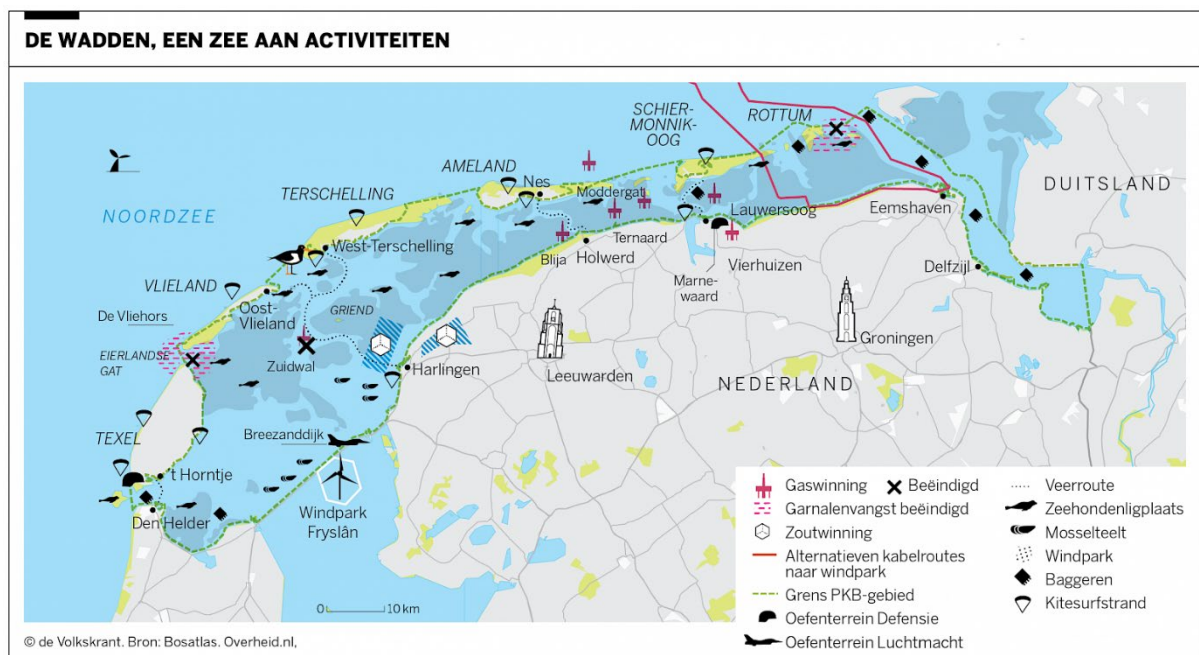 DE WADDEN, EEN ZEE AAN ACTIVITEITEN
SCHIER-
MONNIK-
OOG
ROTTUM
AMELAND
Nes
Moddergat
DUITSLAND
TERSCHELLING
NOORDZEE
Lauwersoog
Eemshaven
West-Terschelling
Ternaard
Blija
Holwerd
Vierhuizen
Delfzijl
VLIELAND
Oost-
Vlieland
Marne-
waard
De Vliehors
GRIEND
EIERLANDSE
GAT
Zuidwal
Harlingen
Leeuwarden
Groningen
NEDERLAND
TEXEL
Breezanddijk
't Horntje
Den Helder
Windpark
Fryslân
0 10 km
Gaswinning
Beëindigd
Garnalenvangst beëindigd
Zoutwinning
Alternatieven kabelroutes
naar windpark
Grens PKB-gebied
Oefenterrein Defensie
Oefenterrein Luchtmacht
Veerroute
Zeehondenligplaats
Mosselteelt
Windpark
Baggeren
Kitesurfstrand
© de Volkskrant. Bron: Bosatlas. Overheid.nl,